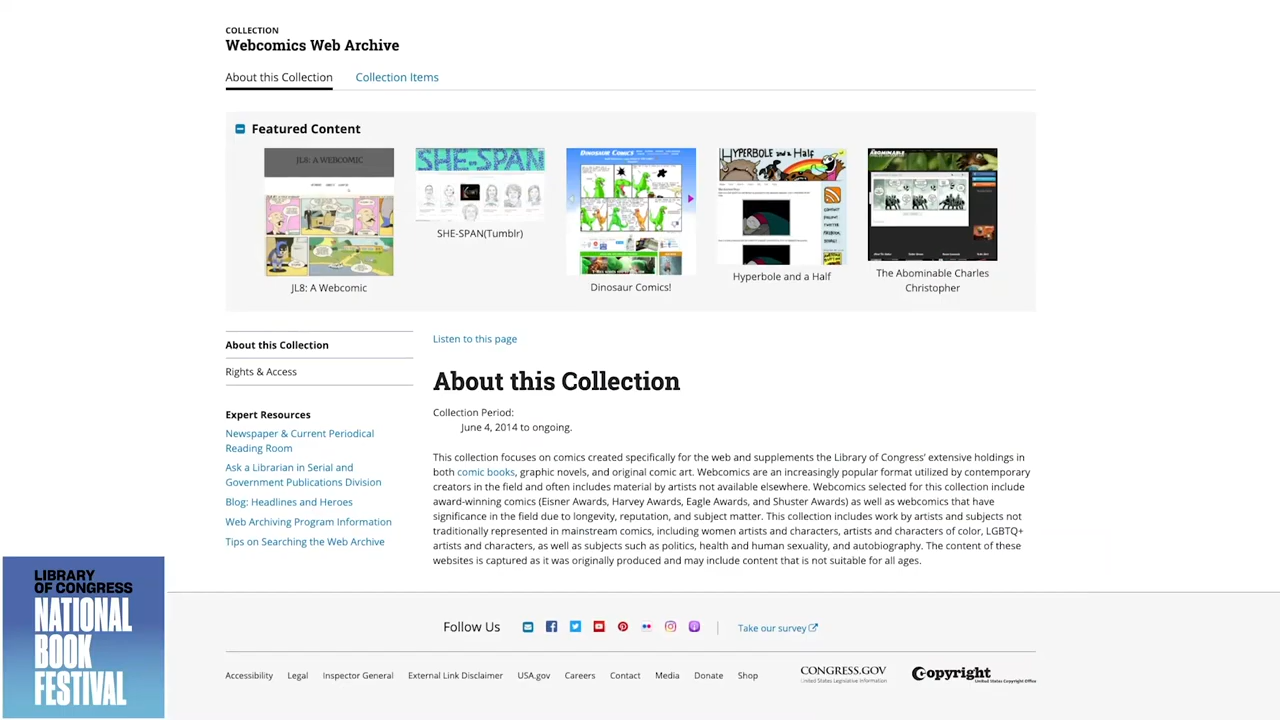 COLLECTION
Webcomics Web Archive
About this Collection
Collection Items
Featured Content
JL8: A WEBCOMIC
SHE-SPAN
DINOSAUR COMICS
HYPERBOLE and a Half
ABOMINABLE
JL8: A Webcomic
SHE-SPAN(Tumblr)
Dinosaur Comics!
Hyperbole and a Half
The Abominable Charles
Christopher
About this Collection
Rights & Access
Expert Resources
Newspaper & Current Periodical
Reading Room
Ask a Librarian in Serial and
Government Publications Division
Blog: Headlines and Heroes
Web Archiving Program Information
Tips on Searching the Web Archive
Listen to this page
About this Collection
Collection Period:
June 4, 2014 to ongoing.
This collection focuses on comics created specifically for the web and supplements the Library of Congress’ extensive holdings in
both comic books, graphic novels, and original comic art. Webcomics are an increasingly popular format utilized by contemporary
creators in the field and often includes material by artists not available elsewhere. Webcomics selected for this collection include
award-winning comics (Eisner Awards, Harvey Awards, Eagle Awards, and Shuster Awards) as well as webcomics that have
significance in the field due to longevity, reputation, and subject matter. This collection includes work by artists and subjects not
traditionally represented in mainstream comics, including women artists and characters, artists and characters of color, LGBTQ+
artists and characters, as well as subjects such as politics, health and human sexuality, and autobiography. The content of these
websites is captured as it was originally produced and may include content that is not suitable for all ages.
LIBRARY
OF CONGRESS
NATIONAL
BOOK
FESTIVAL
Follow Us
Take our survey
Accessibility
Legal
Inspector General
External Link Disclaimer
USA.gov
Careers
Contact
Media
Donate
Shop
CONGRESS.GOV
United States Legislative Information
Copyright
United States Copyright Office